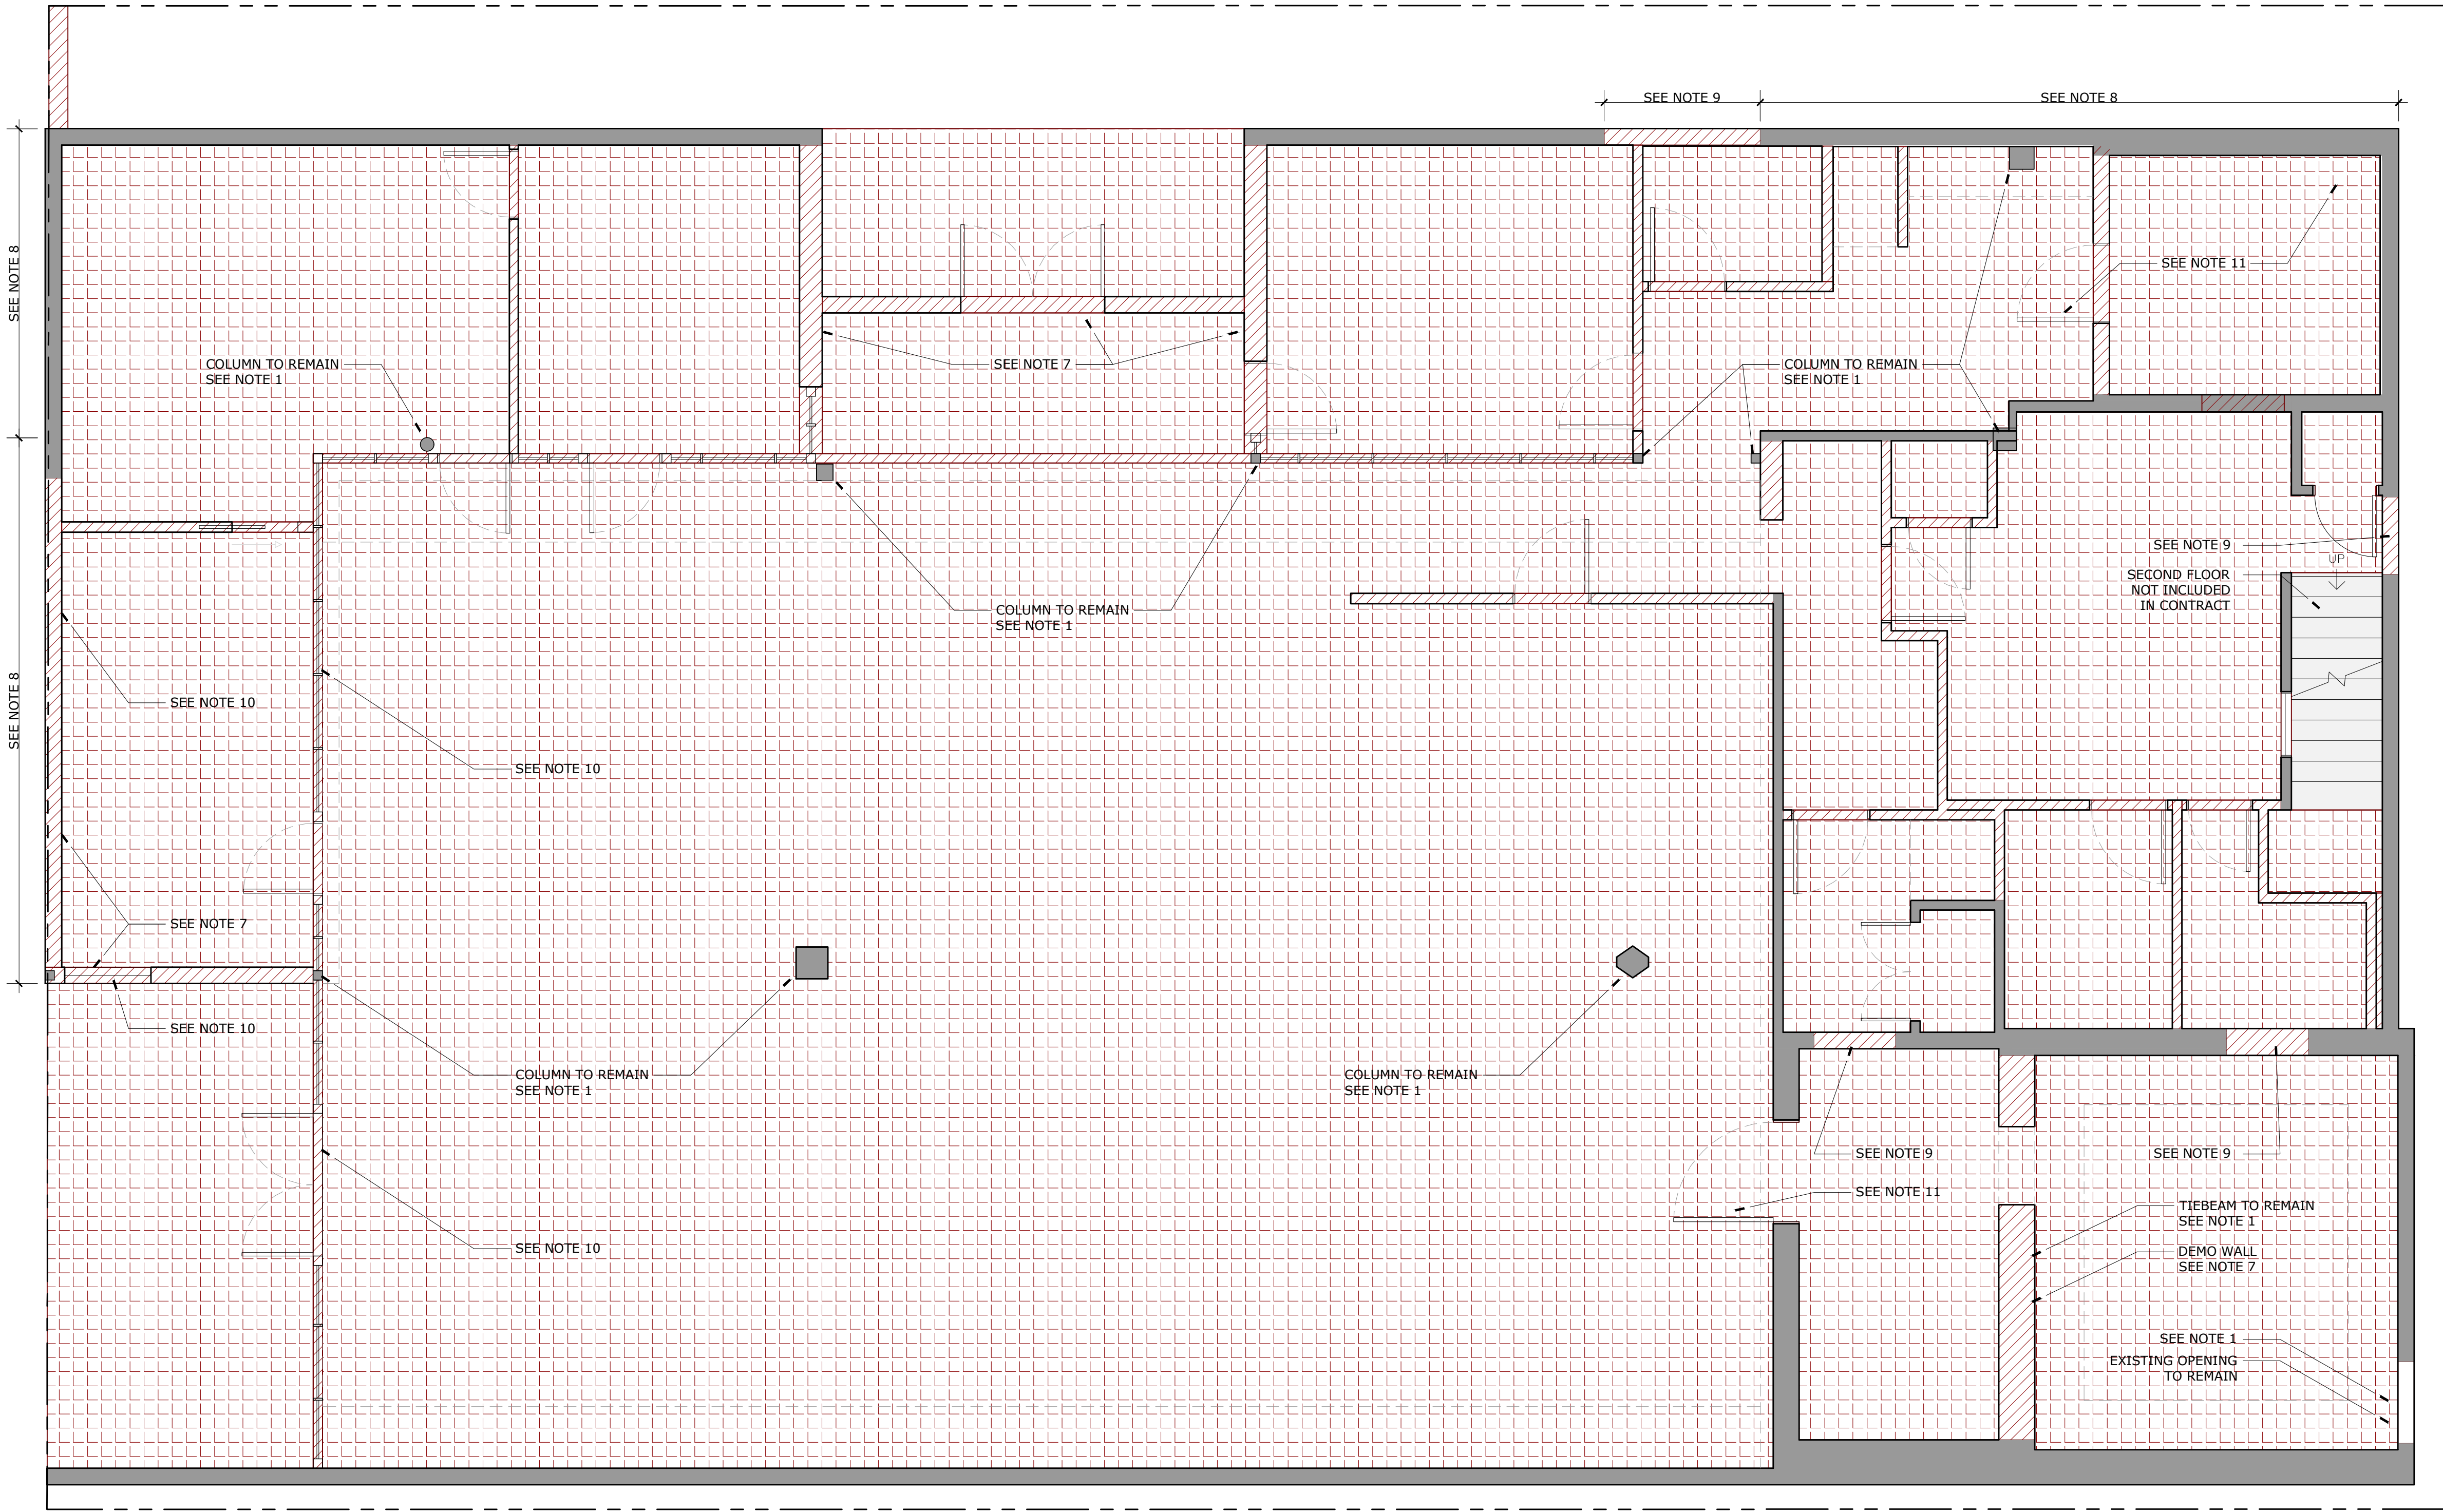 SEE NOTE 9
SEE NOTE 8
SEE NOTE 8
SEE NOTE 11
COLUMN TO REMAIN
SEE NOTE 1
SEE NOTE 7
COLUMN TO REMAIN
SEE NOTE 1
SEE NOTE 9
UP
SECOND FLOOR
NOT INCLUDED
IN CONTRACT
COLUMN TO REMAIN
SEE NOTE 1
SEE NOTE 8
SEE NOTE 10
SEE NOTE 10
SEE NOTE 7
SEE NOTE 10
COLUMN TO REMAIN
SEE NOTE 1
COLUMN TO REMAIN
SEE NOTE 1
SEE NOTE 9
SEE NOTE 9
SEE NOTE 11
TIEBEAM TO REMAIN
SEE NOTE 1
SEE NOTE 10
DEMO WALL
SEE NOTE 7
SEE NOTE 1
EXISTING OPENING
TO REMAIN